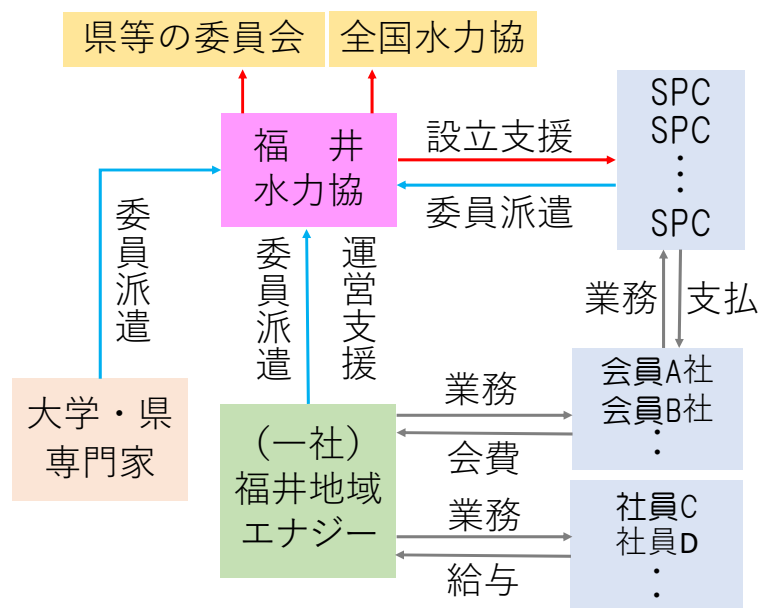 県等の委員会
全国水力協
福　井
水力協
設立支援
委員派遣
SPC
SPC
・
・
・
SPC
委員派遣
委員派遣
運営支援
業務
支払
大学・県
専門家
（一社）
福井地域
エナジー
業務
会費
会員A社
会員B社
・
・
業務
給与
社員C
社員D
・
・